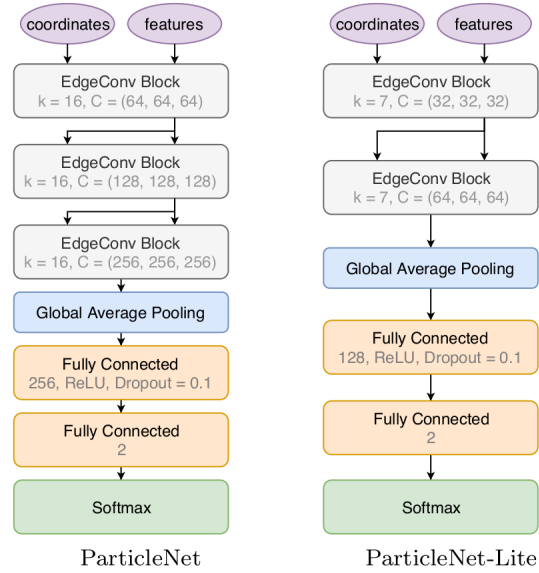 coordinates
features
EdgeConv Block
k = 16, C = (64, 64, 64)
EdgeConv Block
k = 16, C = (128, 128, 128)
EdgeConv Block
k = 16, C = (256, 256, 256)
Global Average Pooling
Fully Connected
256, ReLU, Dropout = 0.1
Fully Connected
2
Softmax
ParticleNet
coordinates
features
EdgeConv Block
k = 7, C = (32, 32, 32)
EdgeConv Block
k = 7, C = (64, 64, 64)
Global Average Pooling
Fully Connected
128, ReLU, Dropout = 0.1
Fully Connected
2
Softmax
ParticleNet-Lite